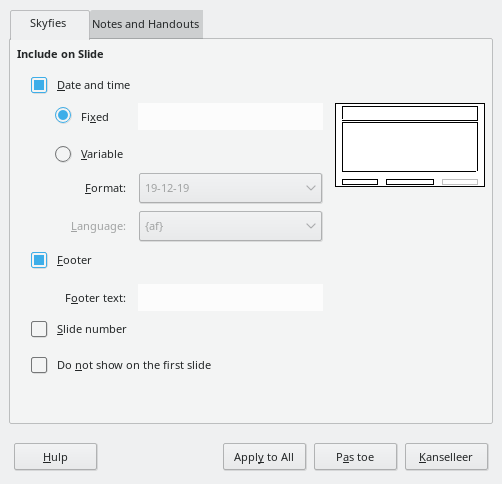 Skyfies
Notes and Handouts
Include on Slide
Date and time
Fixed
Variable
Format: 19-12-19
Language: {af}
Footer
Footer text:
Slide number
Do not show on the first slide
Hulp
Apply to All
Pas toe
Kanselleer